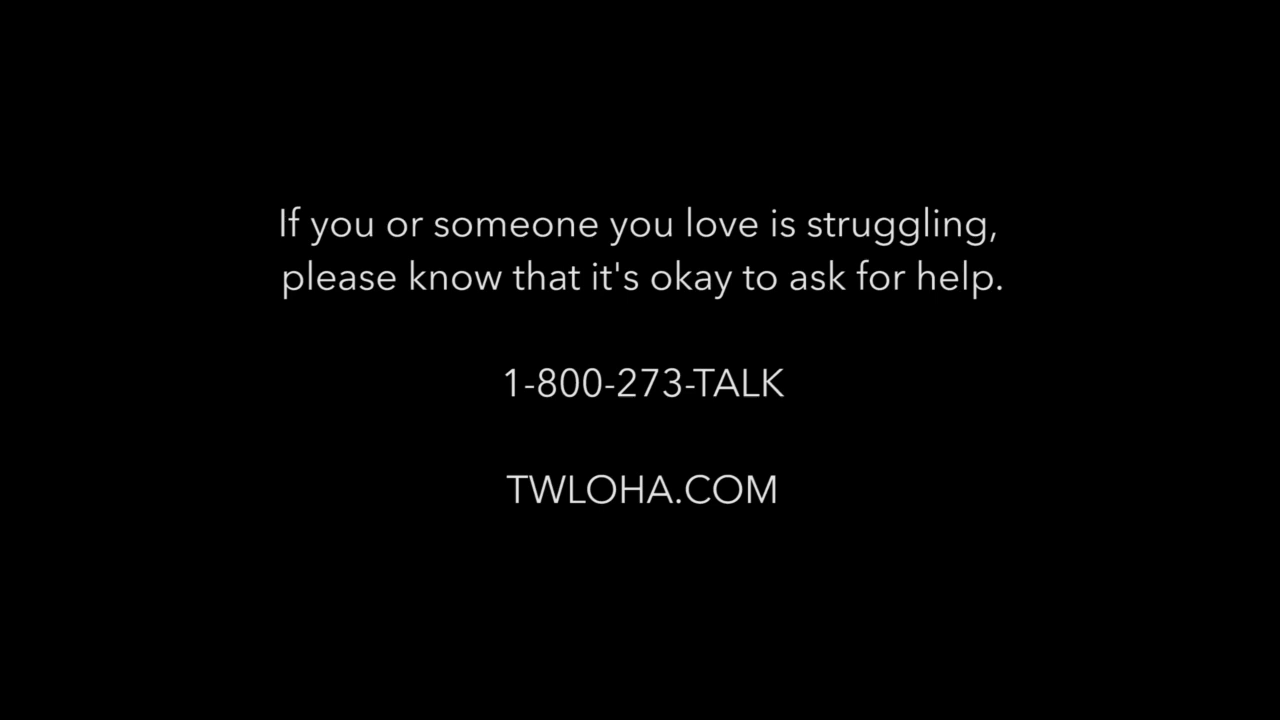 If you or someone you love is struggling,
please know that it's okay to ask for help.
1-800-273-TALK
TWLOHA.COM